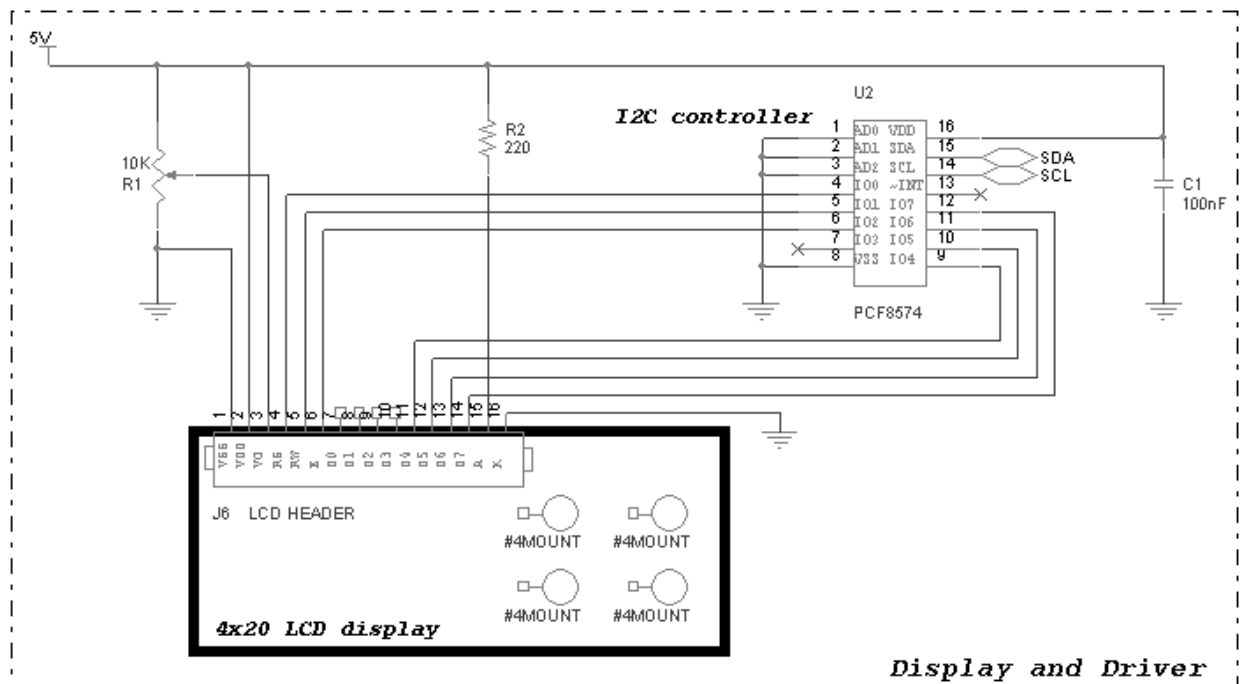 5V
10K
R1
R2
220
I2C controller
U2
1 AD0 VDD 16
2 AD1 SDA 15
3 AD2 SCL 14
4 IO0 ~INT 13
5 IO1 IO7 12
6 IO2 IO6 11
7 IO3 IO5 10
8 VSS IO4 9
SDA
SCL
C1
100nF
PCF8574
1 2 3 4 5 6 7 8 9 10 11 12 13 14 15 16
VSS VDD VO RS RW E D0 D1 D2 D3 D4 D5 D6 D7 A K
J6 LCD HEADER
#4MOUNT #4MOUNT
#4MOUNT #4MOUNT
4x20 LCD display
Display and Driver